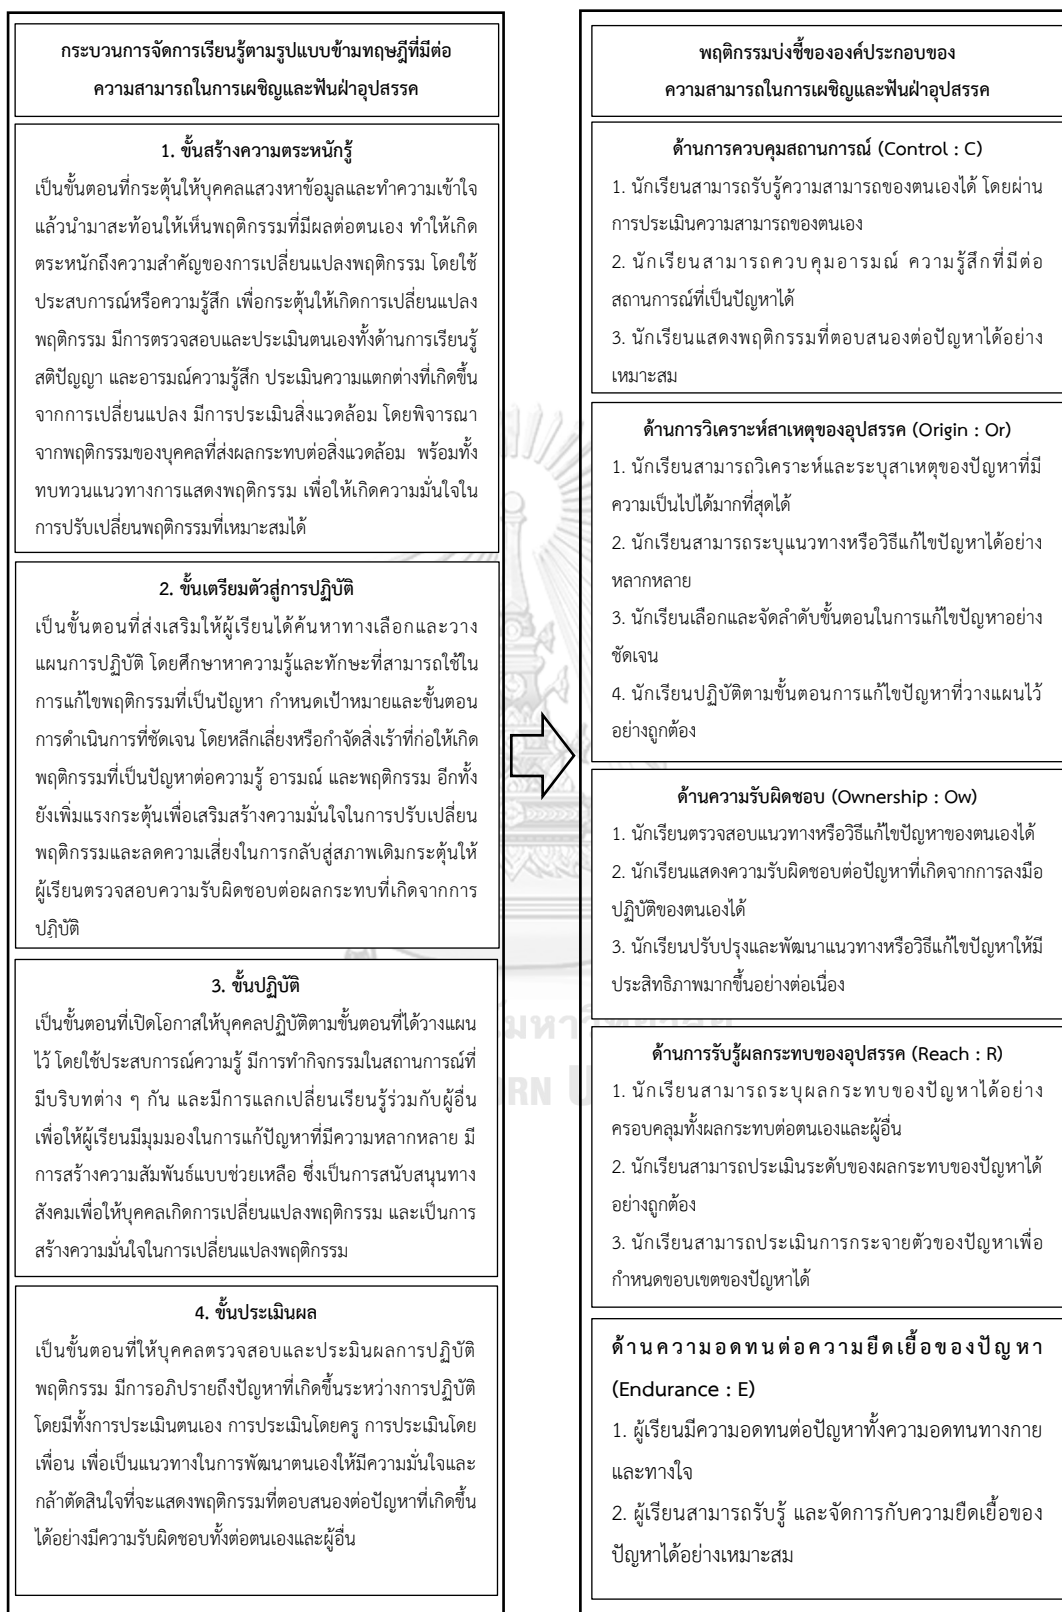 กระบวนการจัดการเรียนรู้ตามรูปแบบข้ามทฤษฎีที่มีต่อ
ความสามารถในการเผชิญและฟันฝ่าอุปสรรค
1. ขั้นสร้างความตระหนักรู้
เป็นขั้นตอนที่กระตุ้นให้บุคคลแสวงหาข้อมูลและทำความเข้าใจ
แล้วนำมาสะท้อนให้เห็นพฤติกรรมที่มีผลต่อตนเอง ทำให้เกิด
ตระหนักถึงความสำคัญของการเปลี่ยนแปลงพฤติกรรม โดยใช้
ประสบการณ์หรือความรู้สึก เพื่อกระตุ้นให้เกิดการเปลี่ยนแปลง
พฤติกรรม มีการตรวจสอบและประเมินตนเองทั้งด้านการเรียนรู้
สติปัญญา และอารมณ์ความรู้สึก ประเมินความแตกต่างที่เกิดขึ้น
จากการเปลี่ยนแปลง มีการประเมินสิ่งแวดล้อม โดยพิจารณา
จากพฤติกรรมของบุคคลที่ส่งผลกระทบต่อสิ่งแวดล้อม พร้อมทั้ง
ทบทวนแนวทางการแสดงพฤติกรรม เพื่อให้เกิดความมั่นใจใน
การปรับเปลี่ยนพฤติกรรมที่เหมาะสมได้
2. ขั้นเตรียมตัวสู่การปฏิบัติ
เป็นขั้นตอนที่ส่งเสริมให้ผู้เรียนได้ค้นหาทางเลือกและวาง
แผนการปฏิบัติ โดยศึกษาหาความรู้และทักษะที่สามารถใช้ใน
การแก้ไขพฤติกรรมที่เป็นปัญหา กำหนดเป้าหมายและขั้นตอน
การดำเนินการที่ชัดเจน โดยหลีกเลี่ยงหรือกำจัดสิ่งเร้าที่ก่อให้เกิด
พฤติกรรมที่เป็นปัญหาต่อความรู้ อารมณ์ และพฤติกรรม อีกทั้ง
ยังเพิ่มแรงกระตุ้นเพื่อเสริมสร้างความมั่นใจในการปรับเปลี่ยน
พฤติกรรมและลดความเสี่ยงในการกลับสู่สภาพเดิมกระตุ้นให้
ผู้เรียนตรวจสอบความรับผิดชอบต่อผลกระทบที่เกิดจากการ
ปฏิบัติ
3. ขั้นปฏิบัติ
เป็นขั้นตอนที่เปิดโอกาสให้บุคคลปฏิบัติตามขั้นตอนที่ได้วางแผน
ไว้ โดยใช้ประสบการณ์ความรู้ มีการทำกิจกรรมในสถานการณ์ที่
มีบริบทต่าง ๆ กัน และมีการแลกเปลี่ยนเรียนรู้ร่วมกับผู้อื่น
เพื่อให้ผู้เรียนมีมุมมองในการแก้ปัญหาที่มีความหลากหลาย มี
การสร้างความสัมพันธ์แบบช่วยเหลือ ซึ่งเป็นการสนับสนุนทาง
สังคมเพื่อให้บุคคลเกิดการเปลี่ยนแปลงพฤติกรรม และเป็นการ
สร้างความมั่นใจในการเปลี่ยนแปลงพฤติกรรม
4. ขั้นประเมินผล
เป็นขั้นตอนที่ให้บุคคลตรวจสอบและประเมินผลการปฏิบัติ
พฤติกรรม มีการอภิปรายถึงปัญหาที่เกิดขึ้นระหว่างการปฏิบัติ
โดยมีทั้งการประเมินตนเอง การประเมินโดยครู การประเมินโดย
เพื่อน เพื่อเป็นแนวทางในการพัฒนาตนเองให้มีความมั่นใจและ
กล้าตัดสินใจที่จะแสดงพฤติกรรมที่ตอบสนองต่อปัญหาที่เกิดขึ้น
ได้อย่างมีความรับผิดชอบทั้งต่อตนเองและผู้อื่น
พฤติกรรมบ่งชี้ขององค์ประกอบของ
ความสามารถในการเผชิญและฟันฝ่าอุปสรรค
ด้านการควบคุมสถานการณ์ (Control : C)
1. นักเรียนสามารถรับรู้ความสามารถของตนเองได้ โดยผ่าน
การประเมินความสามารถของตนเอง
2. นักเรียนสามารถควบคุมอารมณ์ ความรู้สึกที่มีต่อ
สถานการณ์ที่เป็นปัญหาได้
3. นักเรียนแสดงพฤติกรรมที่ตอบสนองต่อปัญหาได้อย่าง
เหมาะสม
ด้านการวิเคราะห์สาเหตุของอุปสรรค (Origin : Or)
1. นักเรียนสามารถวิเคราะห์และระบุสาเหตุของปัญหาที่มี
ความเป็นไปได้มากที่สุดได้
2. นักเรียนสามารถระบุแนวทางหรือวิธีแก้ไขปัญหาได้อย่าง
หลากหลาย
3. นักเรียนเลือกและจัดลำดับขั้นตอนในการแก้ไขปัญหาอย่าง
ชัดเจน
4. นักเรียนปฏิบัติตามขั้นตอนการแก้ไขปัญหาที่วางแผนไว้
อย่างถูกต้อง
ด้านความรับผิดชอบ (Ownership : Ow)
1. นักเรียนตรวจสอบแนวทางหรือวิธีแก้ไขปัญหาของตนเองได้
2. นักเรียนแสดงความรับผิดชอบต่อปัญหาที่เกิดจากการลงมือ
ปฏิบัติของตนเองได้
3. นักเรียนปรับปรุงและพัฒนาแนวทางหรือวิธีแก้ไขปัญหาให้มี
ประสิทธิภาพมากขึ้นอย่างต่อเนื่อง
ด้านการรับรู้ผลกระทบของอุปสรรค (Reach : R)
1. นักเรียนสามารถระบุผลกระทบของปัญหาได้อย่าง
ครอบคลุมทั้งผลกระทบต่อตนเองและผู้อื่น
2. นักเรียนสามารถประเมินระดับของผลกระทบของปัญหาได้
อย่างถูกต้อง
3. นักเรียนสามารถประเมินการกระจายตัวของปัญหาเพื่อ
กำหนดขอบเขตของปัญหาได้
ด้านความอดทนต่อความยืดเยื้อของปัญหา
(Endurance : E)
1. ผู้เรียนมีความอดทนต่อปัญหาทั้งความอดทนทางกาย
และทางใจ
2. ผู้เรียนสามารถรับรู้ และจัดการกับความยืดเยื้อของ
ปัญหาได้อย่างเหมาะสม